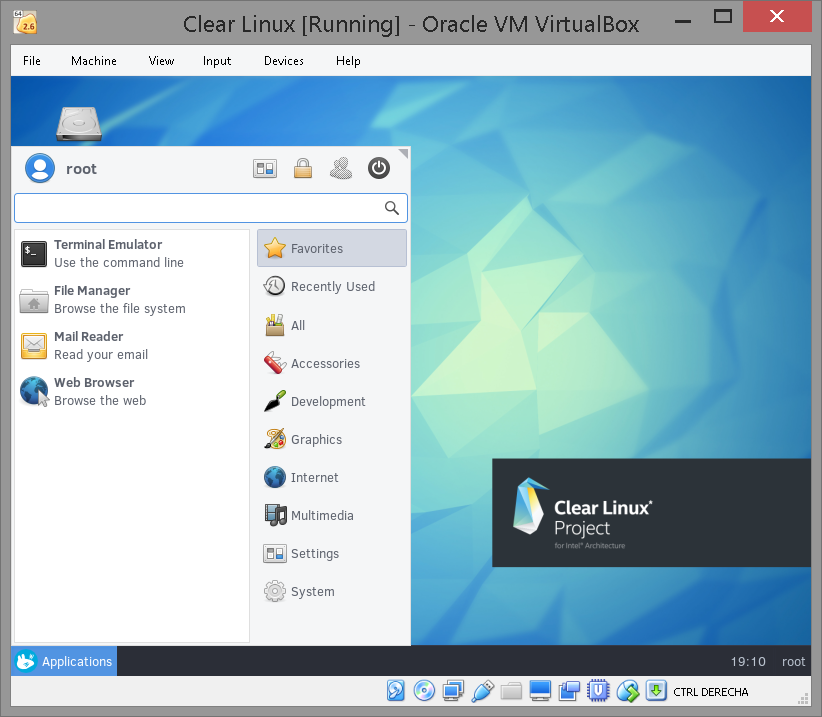 64
2.6
Clear Linux [Running] - Oracle VM VirtualBox
File Machine View Input Devices Help
root
$_
Terminal Emulator
Use the command line
File Manager
Browse the file system
Mail Reader
Read your email
Web Browser
Browse the web
Favorites
Recently Used
All
Accessories
Development
Graphics
Internet
Multimedia
Settings
System
Clear Linux*
Project
for Intel® Architecture
Applications
19:10 root
CTRL DERECHA